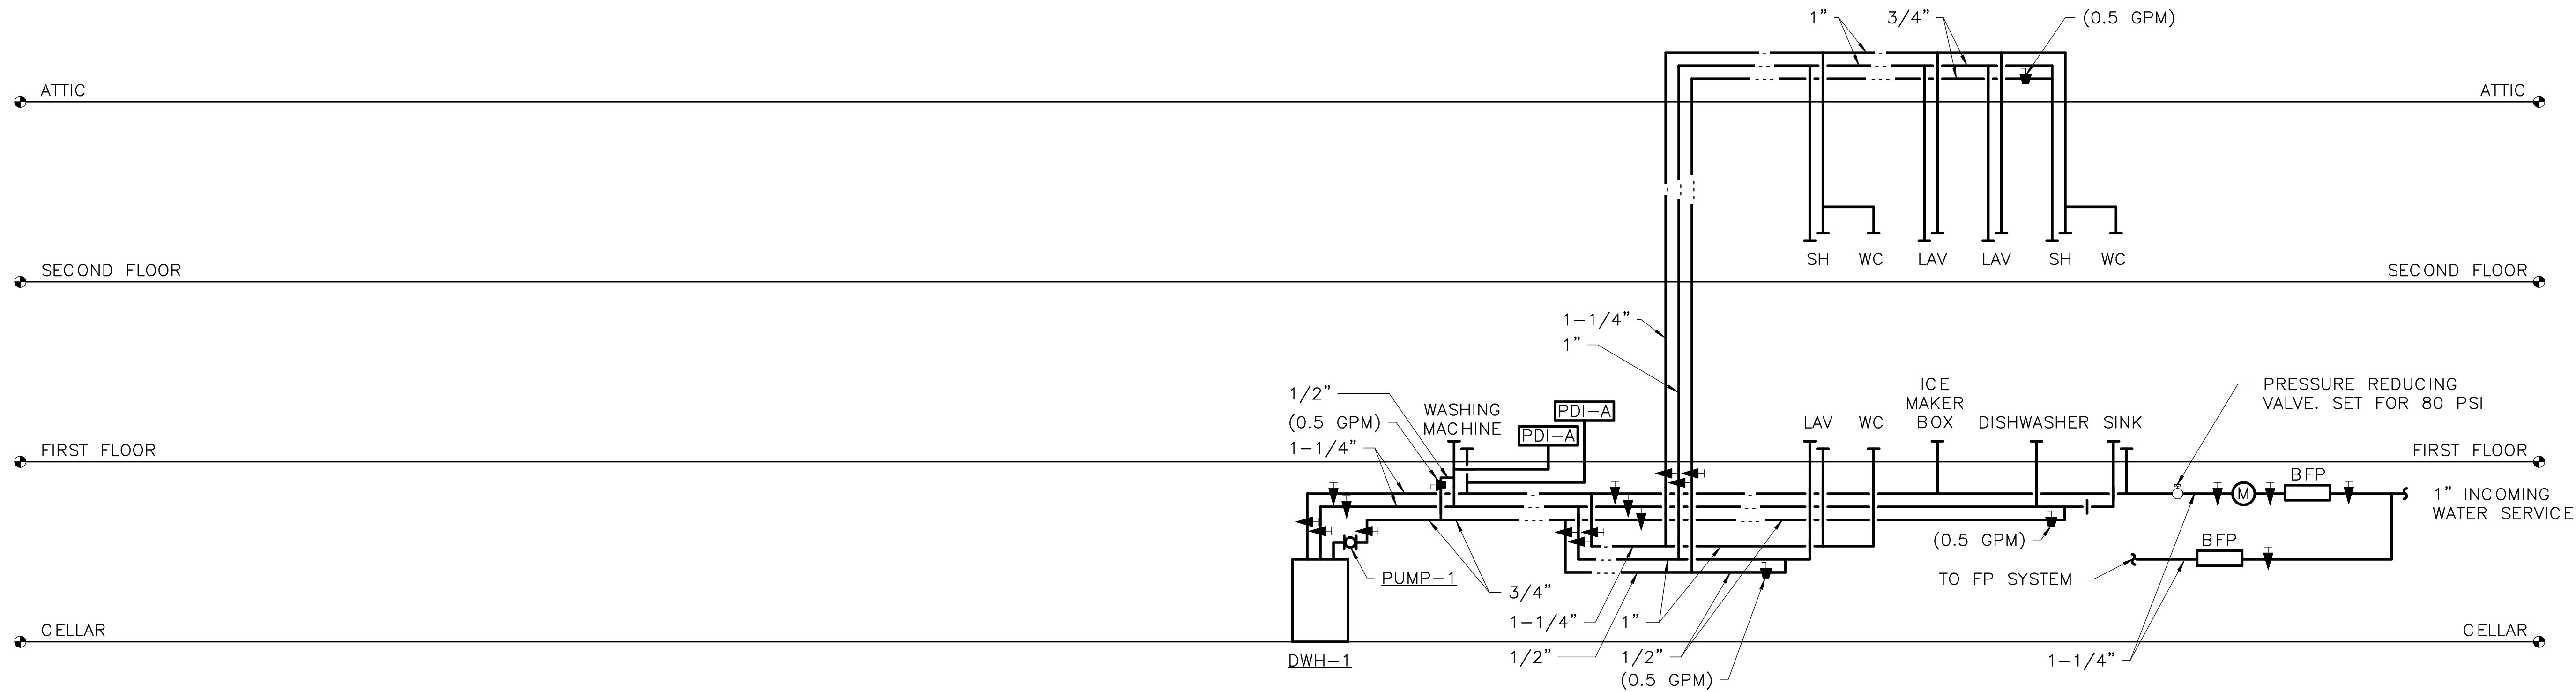 1” 3/4” (0.5 GPM)
ATTIC ATTIC
SH WC LAV LAV SH WC
SECOND FLOOR SECOND FLOOR
1-1/4”
1”
1/2”
(0.5 GPM)
1-1/4”
WASHING
MACHINE
PDI-A
PDI-A
LAV
WC
ICE
MAKER
BOX
DISHWASHER
SINK
PRESSURE REDUCING
VALVE. SET FOR 80 PSI
FIRST FLOOR FIRST FLOOR
BFP
M
1” INCOMING
WATER SERVICE
(0.5 GPM)
BFP
TO FP SYSTEM
PUMP-1
3/4”
1-1/4”
1”
1/2”
1/2”
(0.5 GPM)
1-1/4”
CELLAR CELLAR
DWH-1